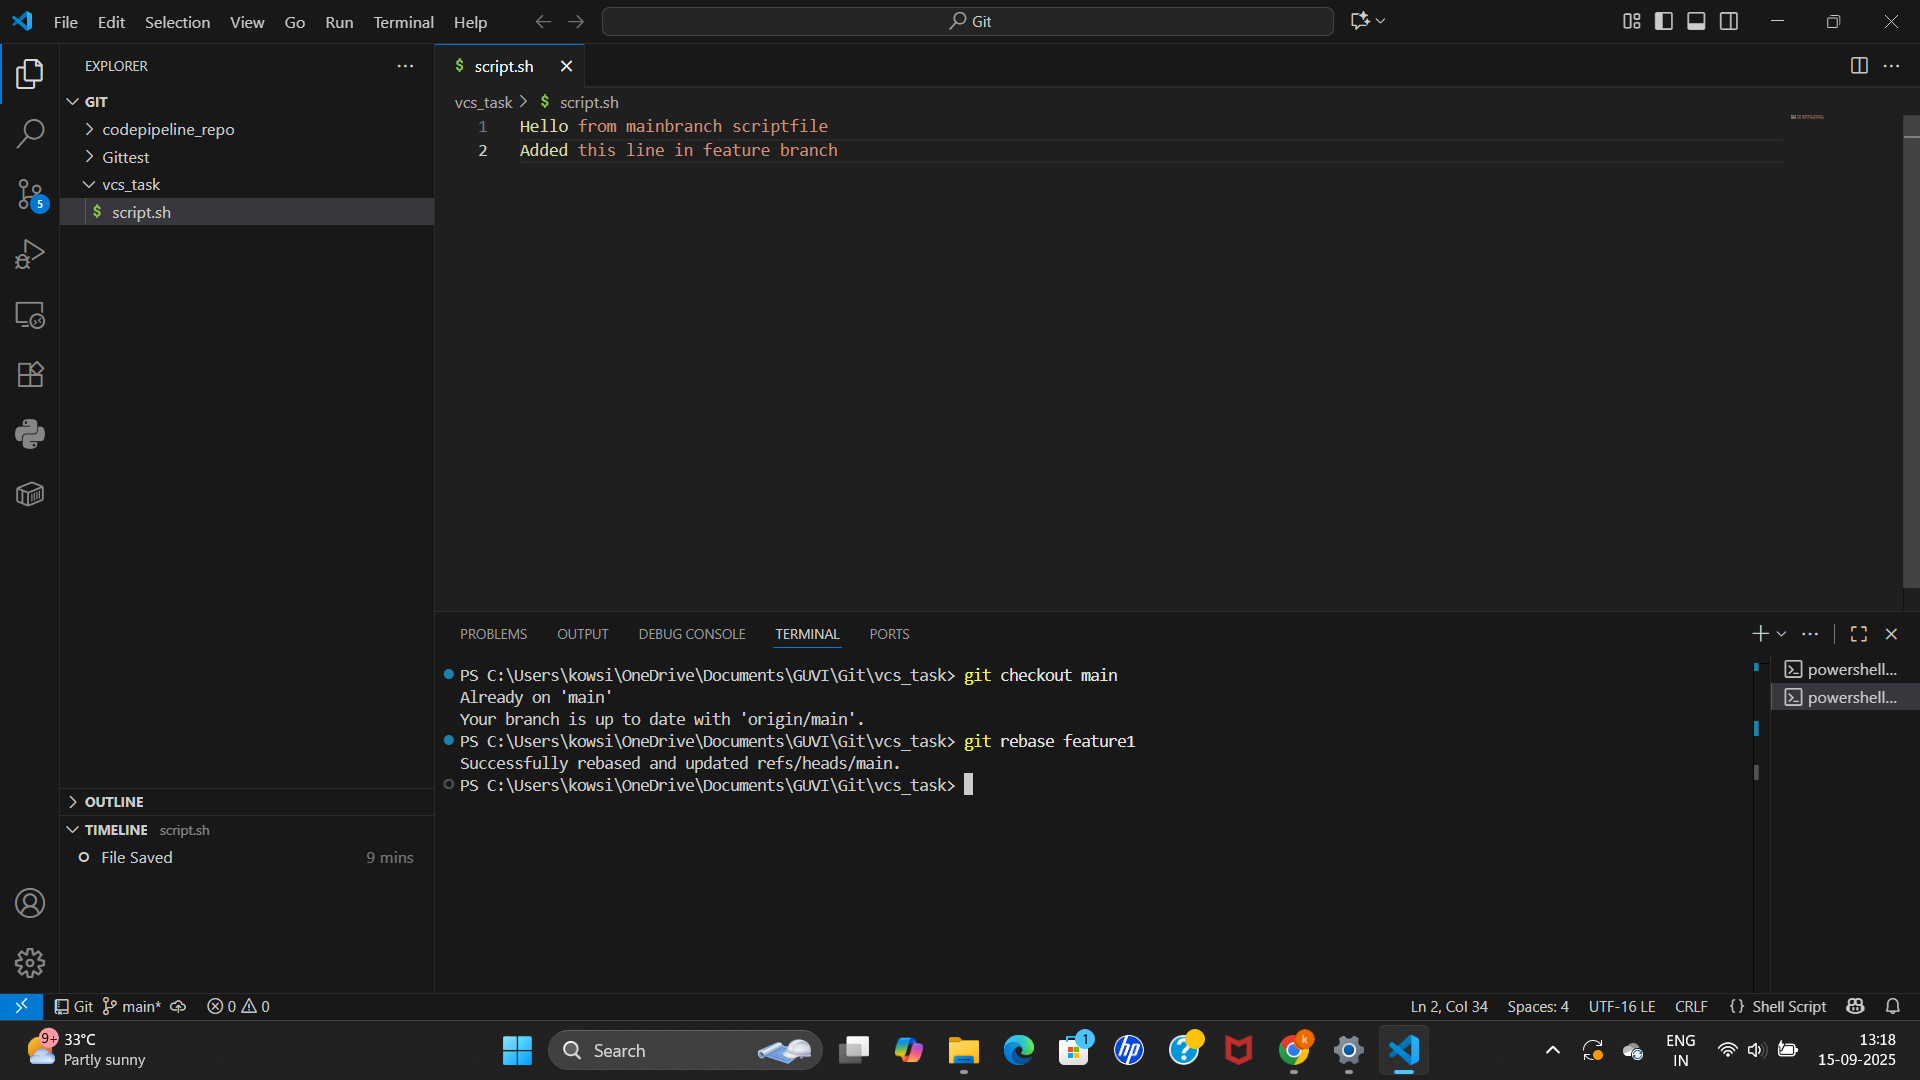 File Edit Selection View Go Run Terminal Help
Git
EXPLORER
GIT
codepipeline_repo
Gittest
vcs_task
$ script.sh
5
OUTLINE
TIMELINE script.sh
File Saved 9 mins
$ script.sh
vcs_task > $ script.sh
1 Hello from mainbranch scriptfile
2 Added this line in feature branch
PROBLEMS OUTPUT DEBUG CONSOLE TERMINAL PORTS
PS C:\Users\kowsi\OneDrive\Documents\GUVI\Git\vcs_task> git checkout main
Already on 'main'
Your branch is up to date with 'origin/main'.
PS C:\Users\kowsi\OneDrive\Documents\GUVI\Git\vcs_task> git rebase feature1
Successfully rebased and updated refs/heads/main.
PS C:\Users\kowsi\OneDrive\Documents\GUVI\Git\vcs_task>
powershell...
powershell...
Git main* 0 0
Ln 2, Col 34 Spaces: 4 UTF-16 LE CRLF {} Shell Script
9+ 33°C
Partly sunny
Search
1
hp
?
k
ENG
IN
13:18
15-09-2025